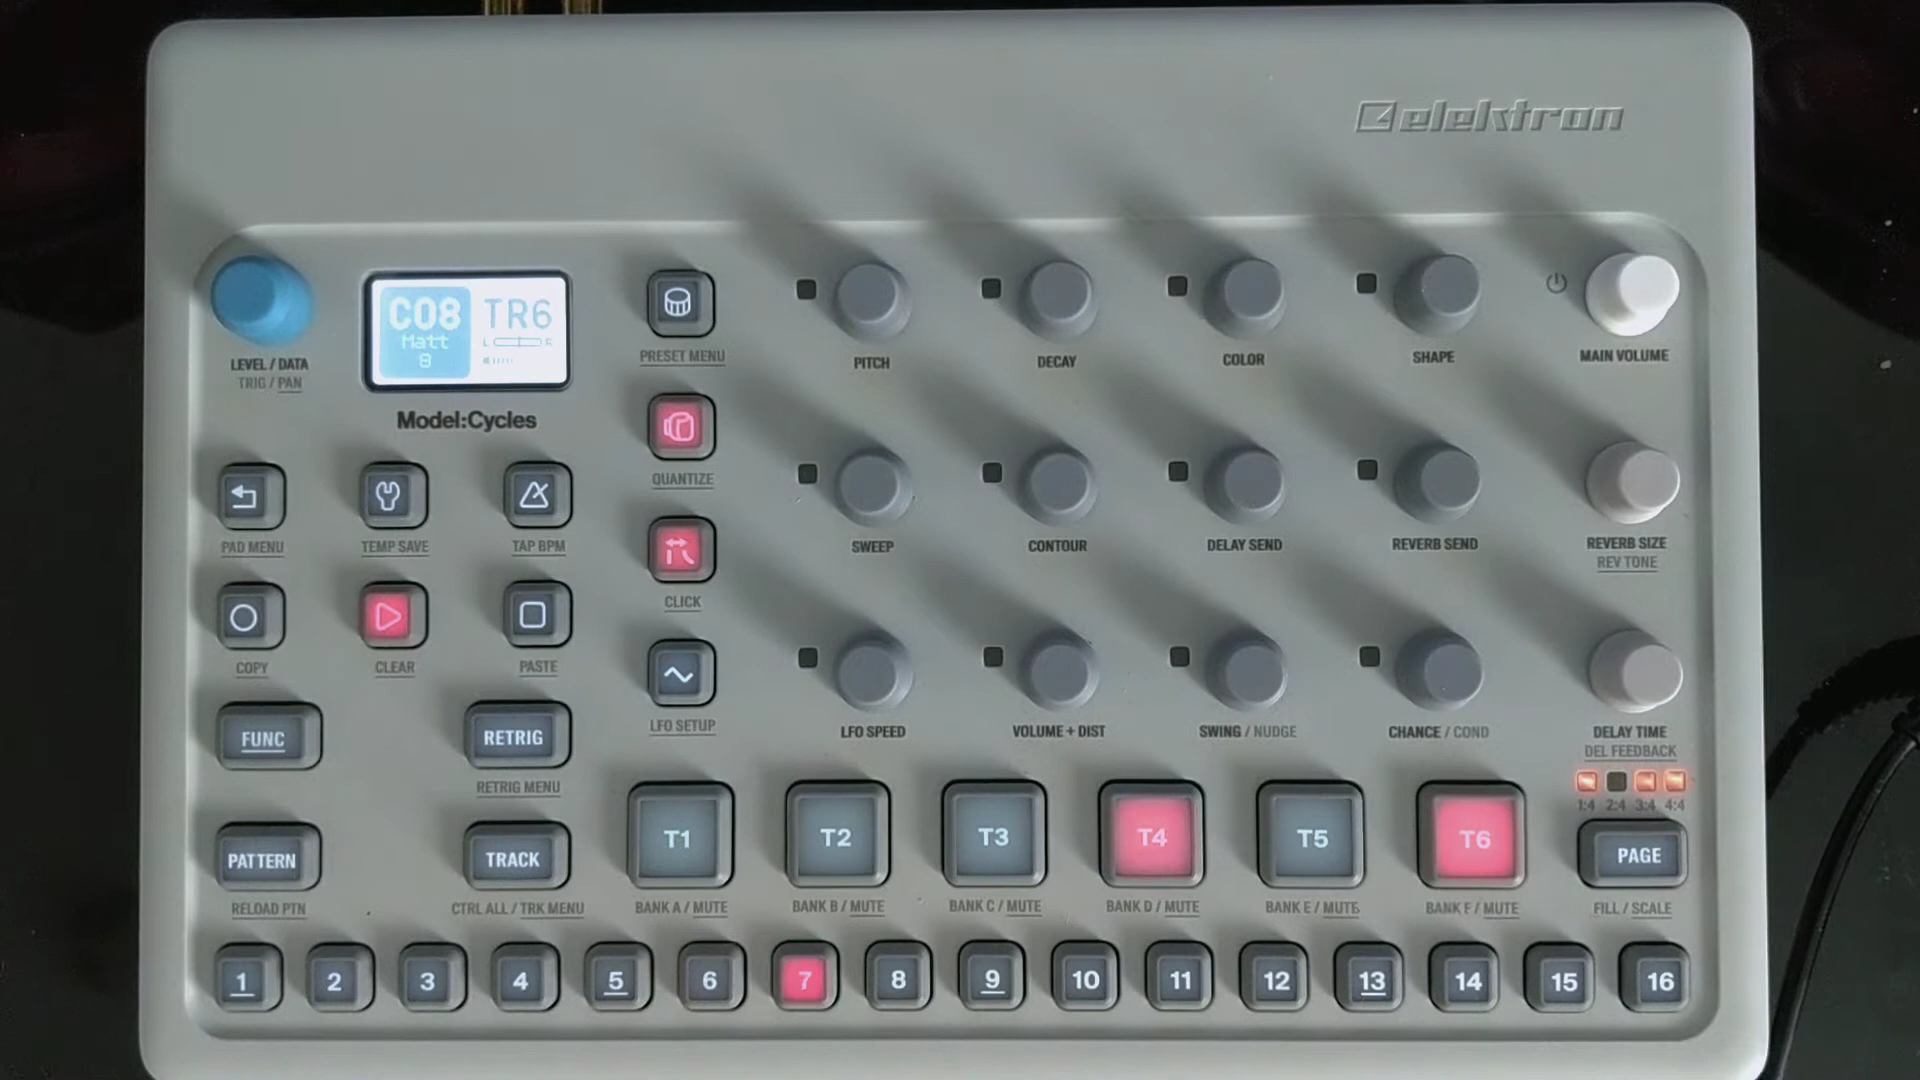 elektron
C08
Matt
8
TR6
L R
Model:Cycles
LEVEL / DATA
TRIG / PAN
PRESET MENU
PITCH
DECAY
COLOR
SHAPE
MAIN VOLUME
QUANTIZE
PAD MENU
TEMP SAVE
TAP BPM
SWEEP
CONTOUR
DELAY SEND
REVERB SEND
REVERB SIZE
REV TONE
CLICK
COPY
CLEAR
PASTE
LFO SETUP
LFO SPEED
VOLUME + DIST
SWING / NUDGE
CHANCE / COND
DELAY TIME
DEL FEEDBACK
FUNC
RETRIG
RETRIG MENU
1:4 2:4 3:4 4:4
T1
T2
T3
T4
T5
T6
PAGE
PATTERN
TRACK
RELOAD PTN
CTRL ALL / TRK MENU
BANK A / MUTE
BANK B / MUTE
BANK C / MUTE
BANK D / MUTE
BANK E / MUTE
BANK F / MUTE
FILL / SCALE
1 2 3 4 5 6 7 8 9 10 11 12 13 14 15 16